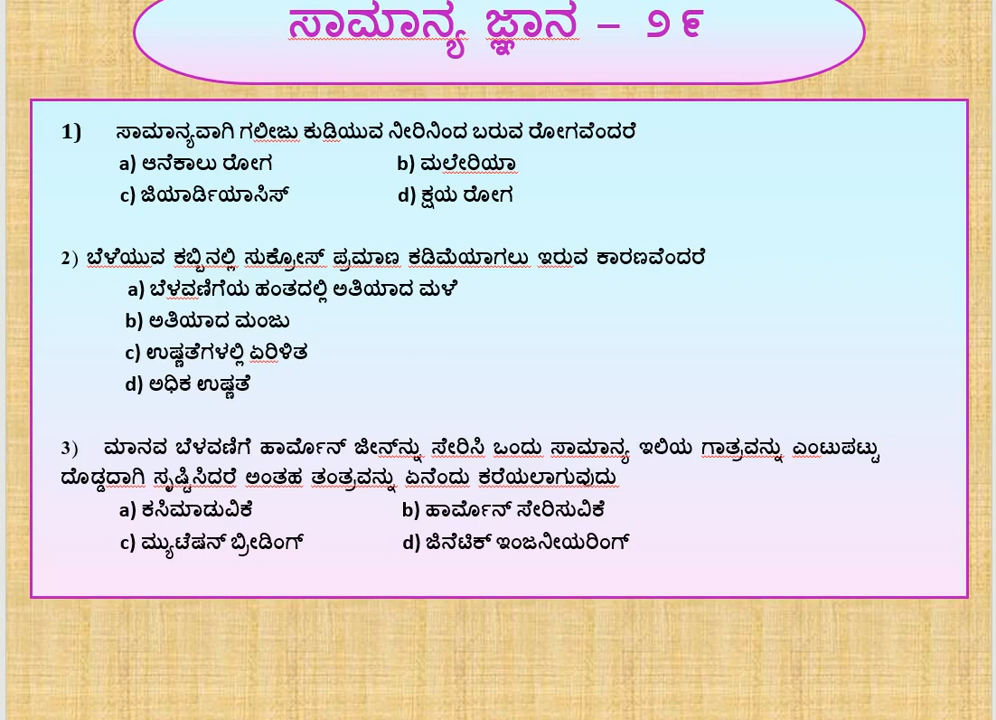 ಸಾಮಾನ್ಯ ಜ್ಞಾನ – ೨೯
1) ಸಾಮಾನ್ಯವಾಗಿ ಗಲೀಜು ಕುಡಿಯುವ ನೀರಿನಿಂದ ಬರುವ ರೋಗವೆಂದರೆ
a) ಆನೆಕಾಲು ರೋಗ b) ಮಲೇರಿಯಾ
c) ಜಿಯಾರ್ಡಿಯಾಸಿಸ್ d) ಕ್ಷಯ ರೋಗ
2) ಬೆಳೆಯುವ ಕಬ್ಬಿನಲ್ಲಿ ಸುಕ್ರೋಸ್ ಪ್ರಮಾಣ ಕಡಿಮೆಯಾಗಲು ಇರುವ ಕಾರಣವೆಂದರೆ
a) ಬೆಳವಣಿಗೆಯ ಹಂತದಲ್ಲಿ ಅತಿಯಾದ ಮಳೆ
b) ಅತಿಯಾದ ಮಂಜು
c) ಉಷ್ಣತೆಗಳಲ್ಲಿ ಏರಿಳಿತ
d) ಅಧಿಕ ಉಷ್ಣತೆ
3) ಮಾನವ ಬೆಳವಣಿಗೆ ಹಾರ್ಮೊನ್ ಜೀನ್‌ನ್ನು ಸೇರಿಸಿ ಒಂದು ಸಾಮಾನ್ಯ ಇಲಿಯ ಗಾತ್ರವನ್ನು ಎಂಟುಪಟ್ಟು
ದೊಡ್ಡದಾಗಿ ಸೃಷ್ಟಿಸಿದರೆ ಅಂತಹ ತಂತ್ರವನ್ನು ಏನೆಂದು ಕರೆಯಲಾಗುವುದು
a) ಕಸಿಮಾಡುವಿಕೆ b) ಹಾರ್ಮೊನ್ ಸೇರಿಸುವಿಕೆ
c) ಮ್ಯುಟೆಷನ್ ಬ್ರೀಡಿಂಗ್ d) ಜಿನೆಟಿಕ್ ಇಂಜನೀಯರಿಂಗ್